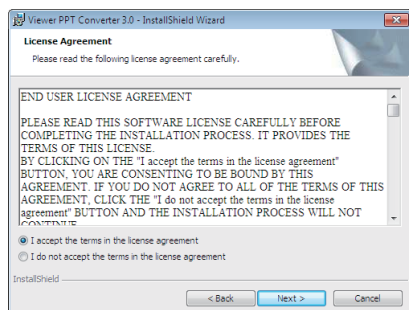 Viewer PPT Converter 3.0 - InstallShield Wizard
License Agreement
Please read the following license agreement carefully.
END USER LICENSE AGREEMENT
PLEASE READ THIS SOFTWARE LICENSE CAREFULLY BEFORE
COMPLETING THE INSTALLATION PROCESS. IT PROVIDES THE
TERMS OF THIS LICENSE.
BY CLICKING ON THE "I accept the terms in the license agreement"
BUTTON, YOU ARE CONSENTING TO BE BOUND BY THIS
AGREEMENT. IF YOU DO NOT AGREE TO ALL OF THE TERMS OF THIS
AGREEMENT, CLICK THE "I do not accept the terms in the license
agreement" BUTTON AND THE INSTALLATION PROCESS WILL NOT
CONTINUE.
I accept the terms in the license agreement
I do not accept the terms in the license agreement
InstallShield
< Back
Next >
Cancel